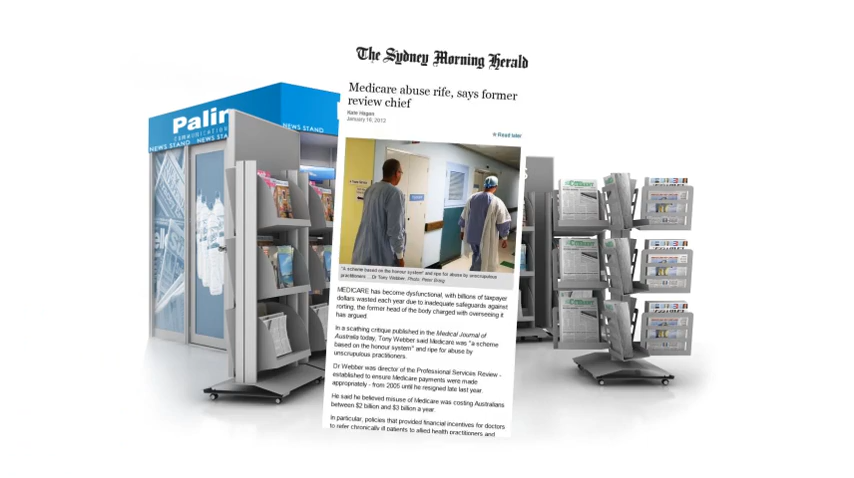 The Sydney Morning Herald
Medicare abuse rife, says former
review chief
Kate Hagan
January 16, 2012
Read later
Palin
COMMUNICATION
NEWS STAND
NEWS STA
NEWS STAND
"A scheme based on the honour system" and ripe for abuse by unscrupulous
practitioners ... Dr Tony Webber. Photo: Peter Braig
MEDICARE has become dysfunctional, with billions of taxpayer
dollars wasted each year due to inadequate safeguards against
rorting, the former head of the body charged with overseeing it
has argued.
In a scathing critique published in the Medical Journal of
Australia today, Tony Webber said Medicare was "a scheme
based on the honour system" and ripe for abuse by
unscrupulous practitioners.
Dr Webber was director of the Professional Services Review -
established to ensure Medicare payments were made
appropriately - from 2005 until he resigned late last year.
He said he believed misuse of Medicare was costing Australians
between $2 billion and $3 billion a year.
In particular, policies that provided financial incentives for doctors
to refer chronically ill patients to allied health practitioners and